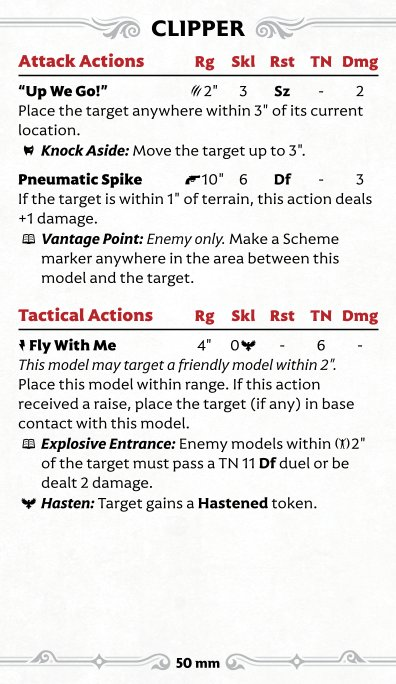 CLIPPER
Attack Actions Rg Skl Rst TN Dmg
“Up We Go!” 2" 3 Sz - 2
Place the target anywhere within 3" of its current
location.
Knock Aside: Move the target up to 3".
Pneumatic Spike 10" 6 Df - 3
If the target is within 1" of terrain, this action deals
+1 damage.
Vantage Point: Enemy only. Make a Scheme
marker anywhere in the area between this
model and the target.
Tactical Actions Rg Skl Rst TN Dmg
Fly With Me 4" 0 - 6 -
This model may target a friendly model within 2".
Place this model within range. If this action
received a raise, place the target (if any) in base
contact with this model.
Explosive Entrance: Enemy models within 2"
of the target must pass a TN 11 Df duel or be
dealt 2 damage.
Hasten: Target gains a Hastened token.
50 mm